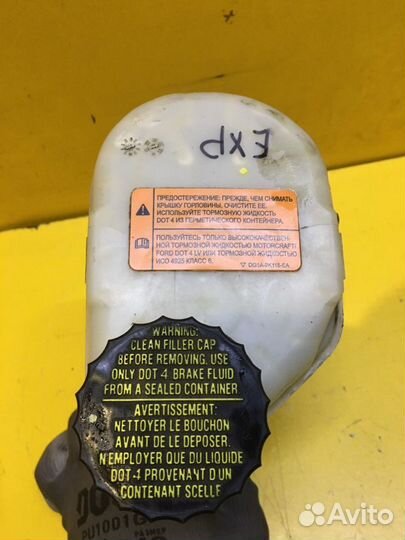 EXP
ПРЕДОСТЕРЕЖЕНИЕ: ПРЕЖДЕ, ЧЕМ СНИМАТЬ
КРЫШКУ ГОРЛОВИНЫ, ОЧИСТИТЕ ЕЕ.
ИСПОЛЬЗУЙТЕ ТОРМОЗНУЮ ЖИДКОСТЬ
DOT 4 ИЗ ГЕРМЕТИЧЕСКОГО КОНТЕЙНЕРА.
ПОЛЬЗУЙТЕСЬ ТОЛЬКО ВЫСОКОКАЧЕСТВЕН-
НОЙ ТОРМОЗНОЙ ЖИДКОСТЬЮ MOTORCRAFT/
FORD DOT 4 LV ИЛИ ТОРМОЗНОЙ ЖИДКОСТЬЮ
ИСО 4925 КЛАСС 6.
WARNING:
CLEAN FILLER CAP
BEFORE REMOVING. USE
ONLY DOT 4 BRAKE FLUID
FROM A SEALED CONTAINER
AVERTISSEMENT:
NETTOYER LE BOUCHON
AVANT DE LE DEPOSER.
N'EMPLOYER QUE DU LIQUIDE
DOT-4 PROVENANT D'UN
CONTENANT SCELLE
РАЗМЕР
Avito